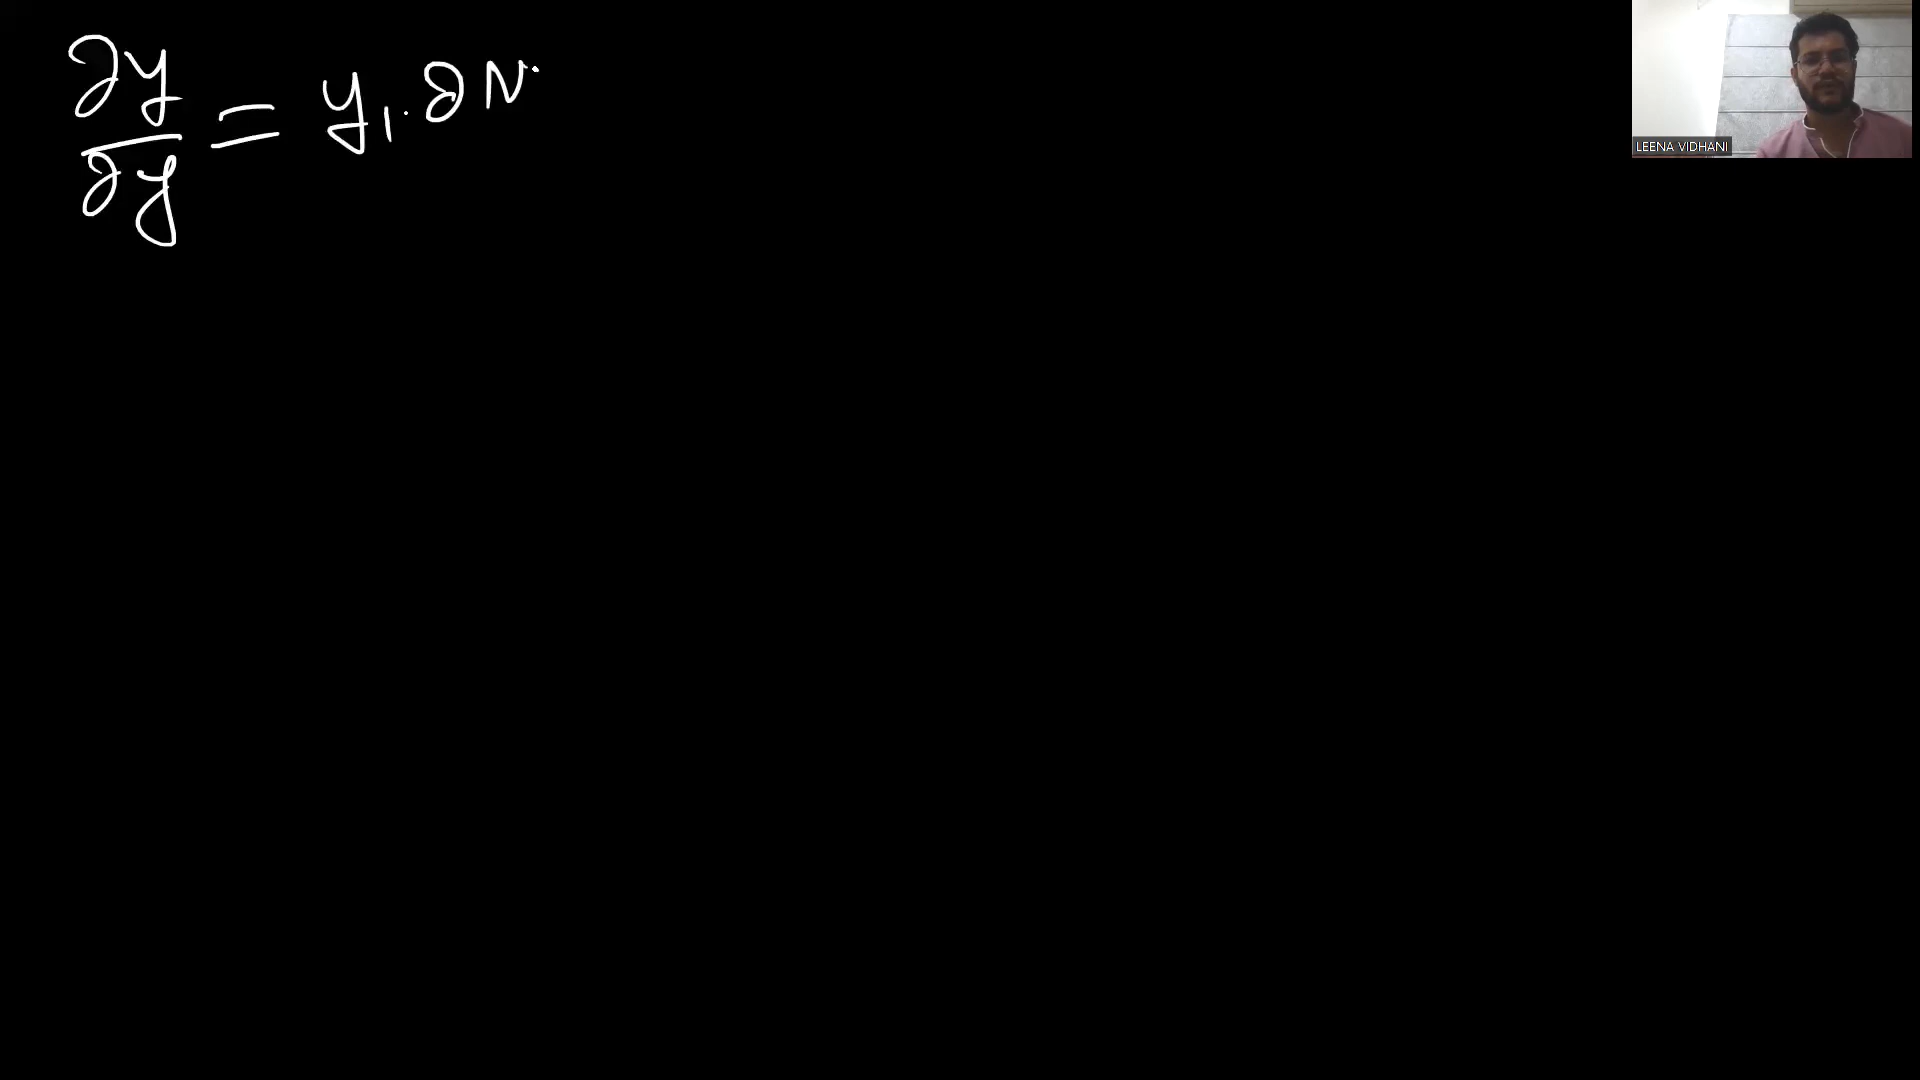 ∂y/∂y = y₁.∂N.
LEENA VIDHANI